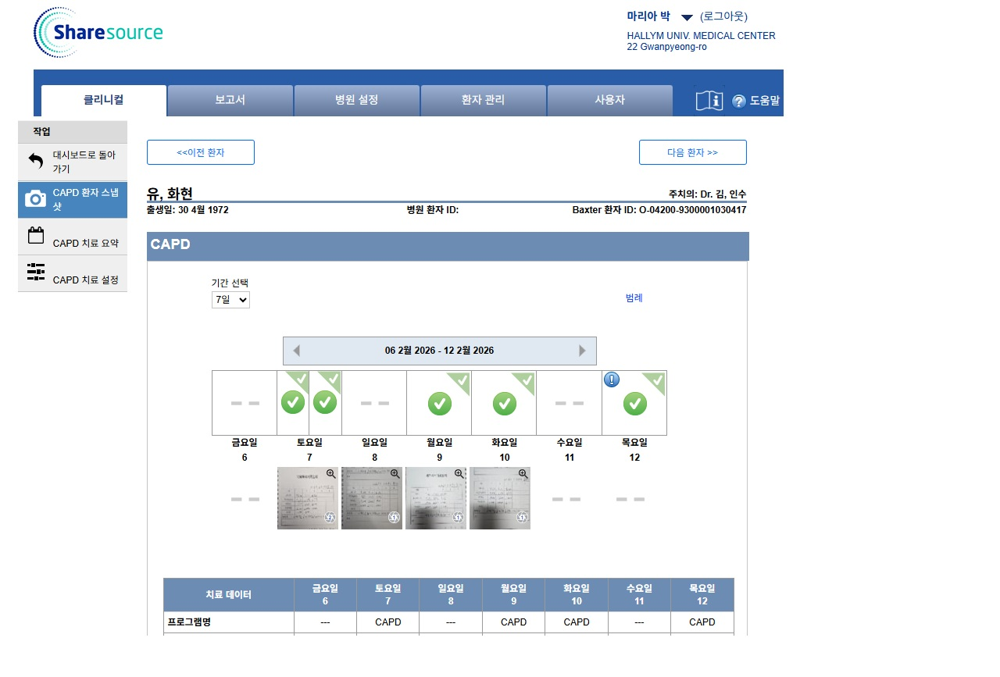 Sharesource
마리아 박 (로그아웃)
HALLYM UNIV. MEDICAL CENTER
22 Gwanpyeong-ro
클리니컬 보고서 병원 설정 환자 관리 사용자 도움말
작업
대시보드로 돌아
가기
CAPD 환자 스냅
샷
CAPD 치료 요약
CAPD 치료 설정
<<이전 환자 다음 환자 >>
유, 화현 주치의: Dr. 김, 인수
출생일: 30 4월 1972 병원 환자 ID: Baxter 환자 ID: O-04200-9300001030417
CAPD
기간 선택
7일 범례
06 2월 2026 - 12 2월 2026
-- -- -- --
금요일 토요일 일요일 월요일 화요일 수요일 목요일
6 7 8 9 10 11 12
치료 데이터 금요일 토요일 일요일 월요일 화요일 수요일 목요일
6 7 8 9 10 11 12
프로그램명 --- CAPD --- CAPD CAPD --- CAPD